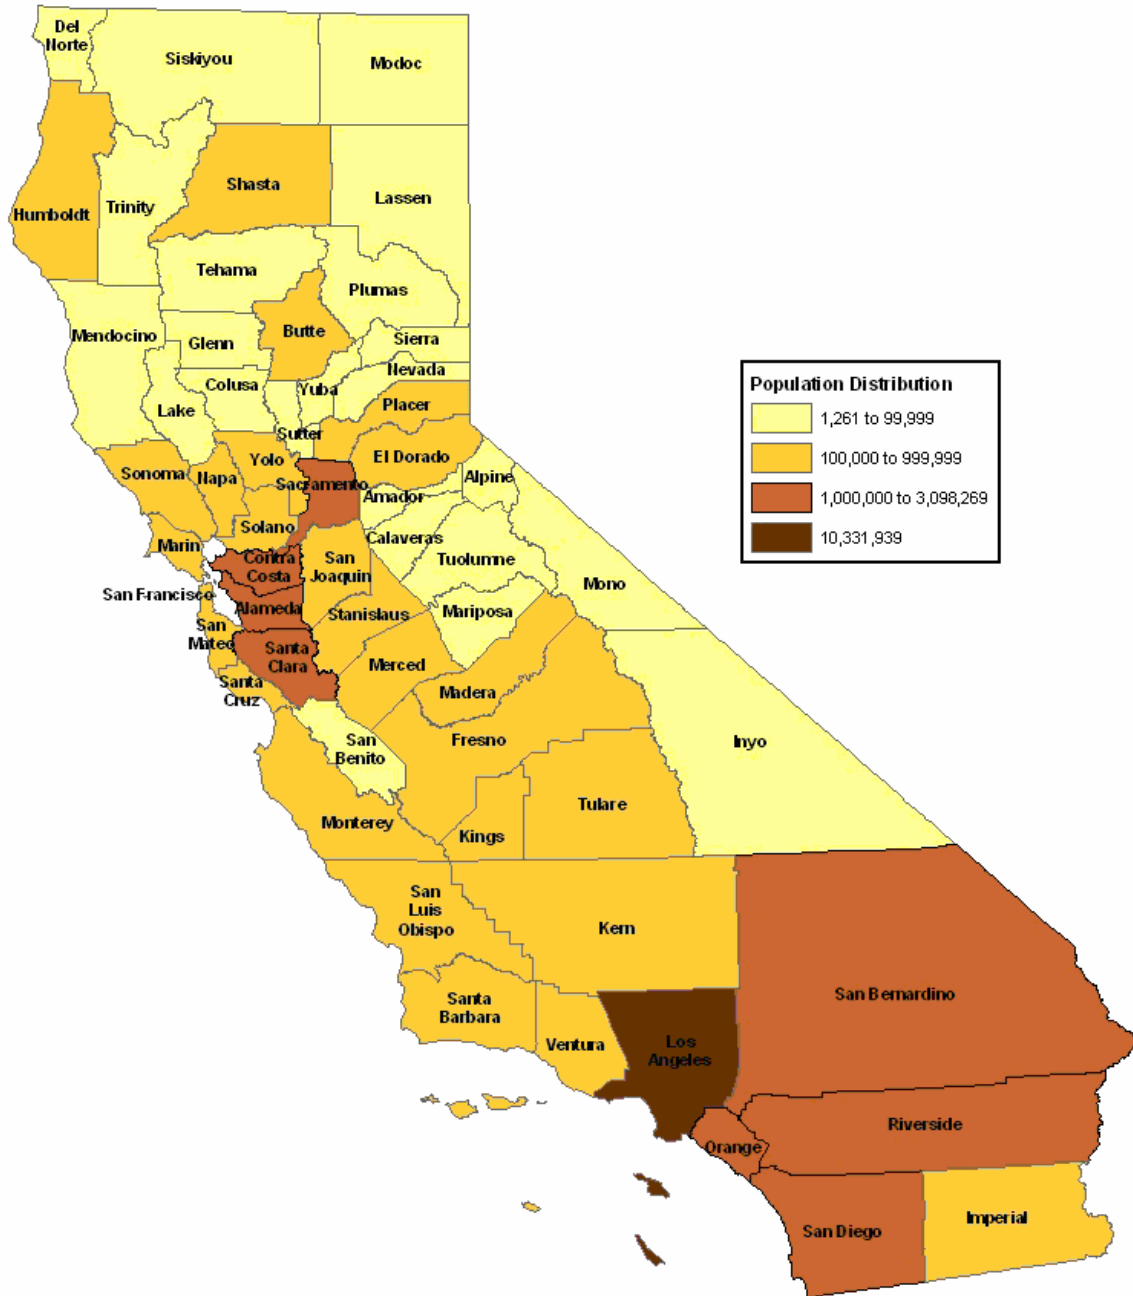 Del
Norte
Siskiyou
Modoc
Humboldt
Trinity
Shasta
Lassen
Tehama
Plumas
Mendocino
Glenn
Butte
Sierra
Nevada
Lake
Colusa
Yuba
Placer
Sutter
El Dorado
Sonoma
Napa
Yolo
Sacramento
Alpine
Amador
Solano
Calaveras
Marin
Contra
Costa
San
Joaquin
Tuolumne
Mono
San Francisco
Alameda
Stanislaus
Mariposa
San
Mateo
Santa
Clara
Merced
Santa
Cruz
Madera
San
Benito
Fresno
Inyo
Monterey
Kings
Tulare
San
Luis
Obispo
Kern
Santa
Barbara
Ventura
Los
Angeles
San Bernardino
Orange
Riverside
San Diego
Imperial
Population Distribution
1,261 to 99,999
100,000 to 999,999
1,000,000 to 3,098,269
10,331,939